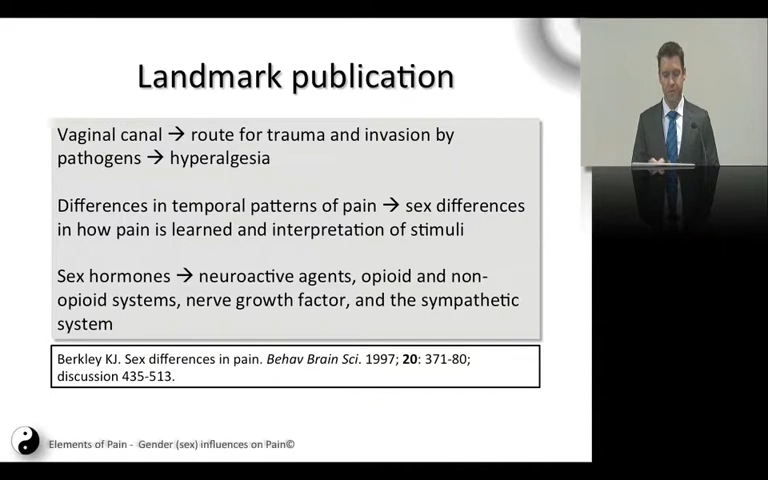 Landmark publication
Vaginal canal → route for trauma and invasion by
pathogens → hyperalgesia
Differences in temporal patterns of pain → sex differences
in how pain is learned and interpretation of stimuli
Sex hormones → neuroactive agents, opioid and non-
opioid systems, nerve growth factor, and the sympathetic
system
Berkley KJ. Sex differences in pain. Behav Brain Sci. 1997; 20: 371-80;
discussion 435-513.
Elements of Pain - Gender (sex) influences on Pain©